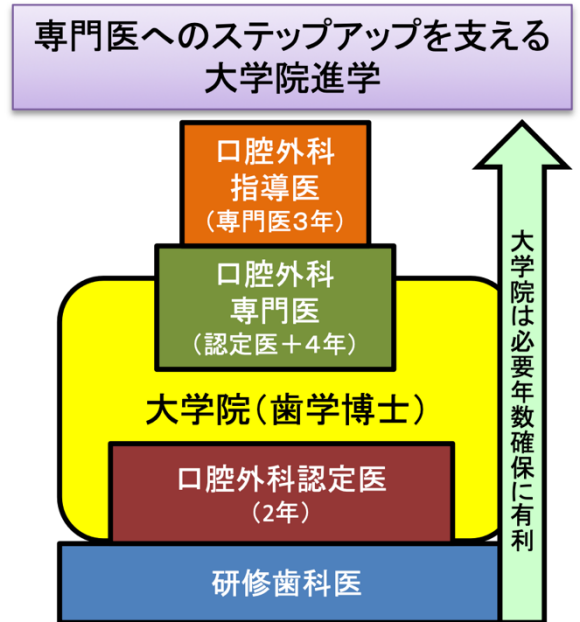 専門医へのステップアップを支える
大学院進学
口腔外科
指導医
（専門医3年）
口腔外科
専門医
（認定医＋4年）
大学院（歯学博士）
口腔外科認定医
（2年）
研修歯科医
大学院は必要年数確保に有利